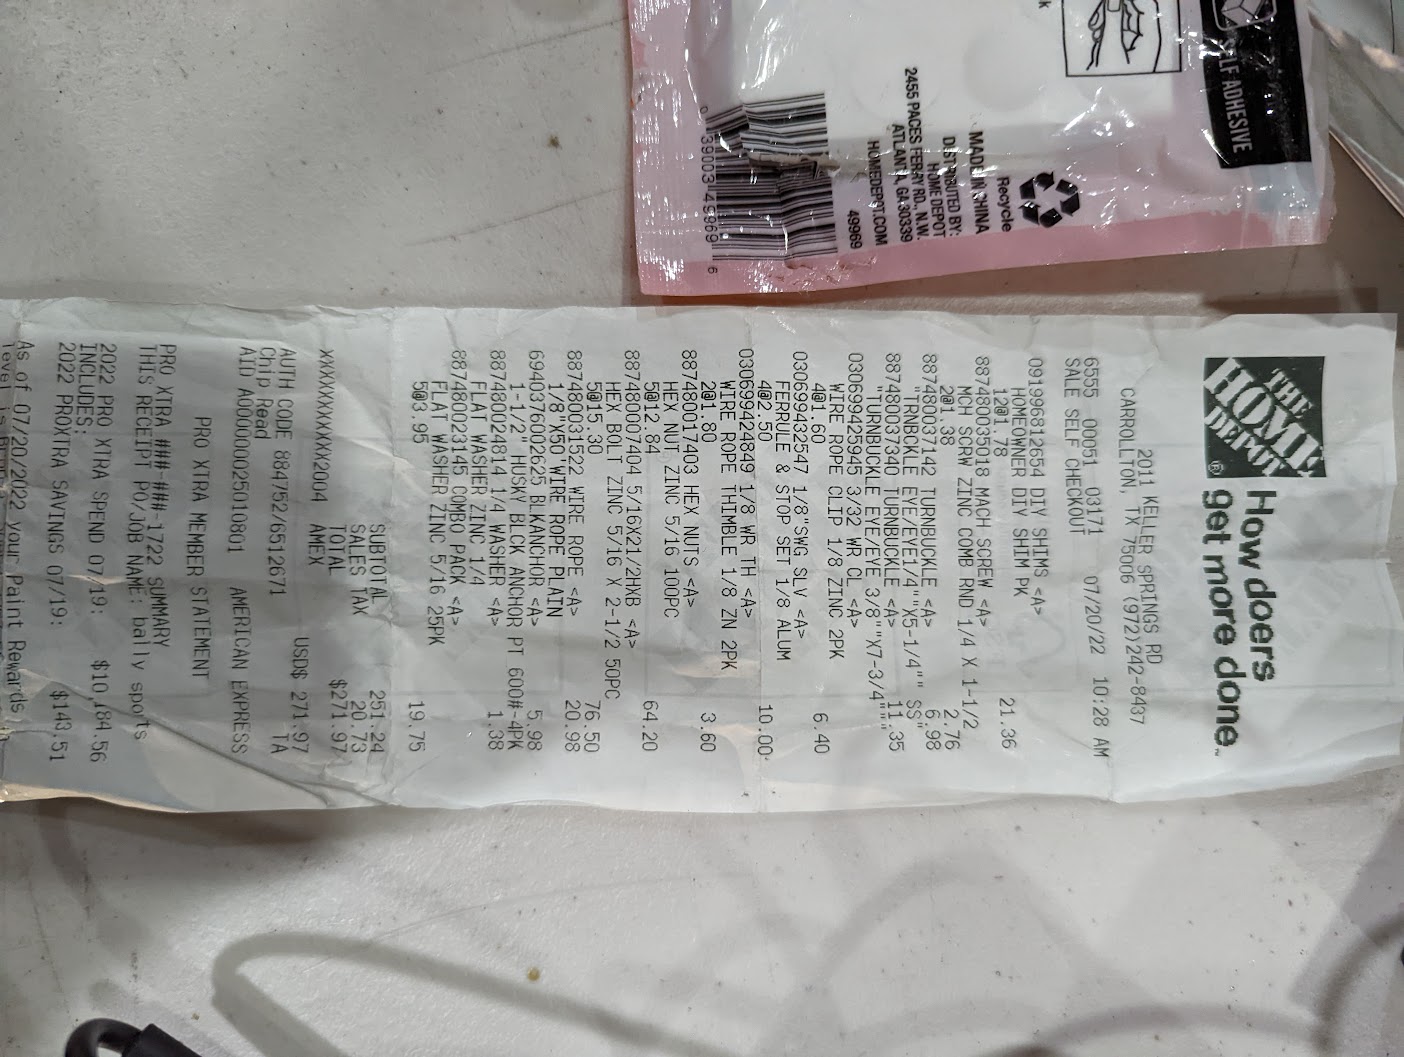 THE
HOME
DEPOT
How doers
get more done
2011 KELLER SPRINGS RD
CARROLLTON, TX 75006 (972)242-8497
6555 00051 03171 07/20/22 10:28 AM
SALE SELF CHECKOUT
091996812654 DIY SHIMS <A>
HOMEOWNER DIY SHIM PK
12@1.78 21.36
887480035018 MACH SCREW <A>
MCH SCRW ZINC COMB RND 1/4 X 1-1/2
2@1.38 2.76
887480037142 TURNBUCKLE <A> 6.98
"TRNBCKLE EYE/EYE1/4""X5-1/4"" SS"
887480037340 TURNBUCKLE <A> 11.35
"TURNBUCKLE EYE/EYE 3/8""X7-3/4""""
030699425945 3/32 WR CL <A>
WIRE ROPE CLIP 1/8 ZINC 2PK
4@1.60 6.40
030699432547 1/8"SWG SLV <A>
FERRULE & STOP SET 1/8 ALUM
4@2.50 10.00
030699424849 1/8 WR TH <A>
WIRE ROPE THIMBLE 1/8 ZN 2PK
2@1.80 3.60
887480017403 HEX NUTS <A>
HEX NUT ZINC 5/16 100PC
5@12.84 64.20
887480007404 5/16X21/2HXB <A>
HEX BOLT ZINC 5/16 X 2-1/2 50PC
5@15.30 76.50
887480031522 WIRE ROPE <A> 20.98
1/8"X50 WIRE ROPE PLAIN
694037600262 BLKANCHOR <A> 5.98
1-1/2" HUSKY BLCK ANCHOR PT 600#-4PK
887480024814 1/4 WASHER <A> 1.38
FLAT WASHER ZINC 1/4
887480023145 COMBO PACK <A>
FLAT WASHER ZINC 5/16 25PK
5@3.95 19.75
SUBTOTAL 251.24
SALES TAX 20.73
TOTAL $271.97
XXXXXXXXXXX2004 AMEX
USD$ 271.97
AUTH CODE 884752/6512671 TA
Chip Read
AID A000000025010801 AMERICAN EXPRESS
PRO XTRA MEMBER STATEMENT
PRO XTRA ###-###-1722 SUMMARY
THIS RECEIPT PO/JOB NAME: bally sports
2022 PRO XTRA SPEND 07/19: $10,184.56
INCLUDES:
2022 PROXTRA SAVINGS 07/19: $143.51
As of 07/20/2022 your Paint Rewards
ELF ADHESIVE
Recycle
MADE IN CHINA
DISTRIBUTED BY:
HOME DEPOT
2455 PACES FERRY RD., N.W.
ATLANTA, GA 30339
HOMEDEPOT.COM
49969
0 39003 49969 6